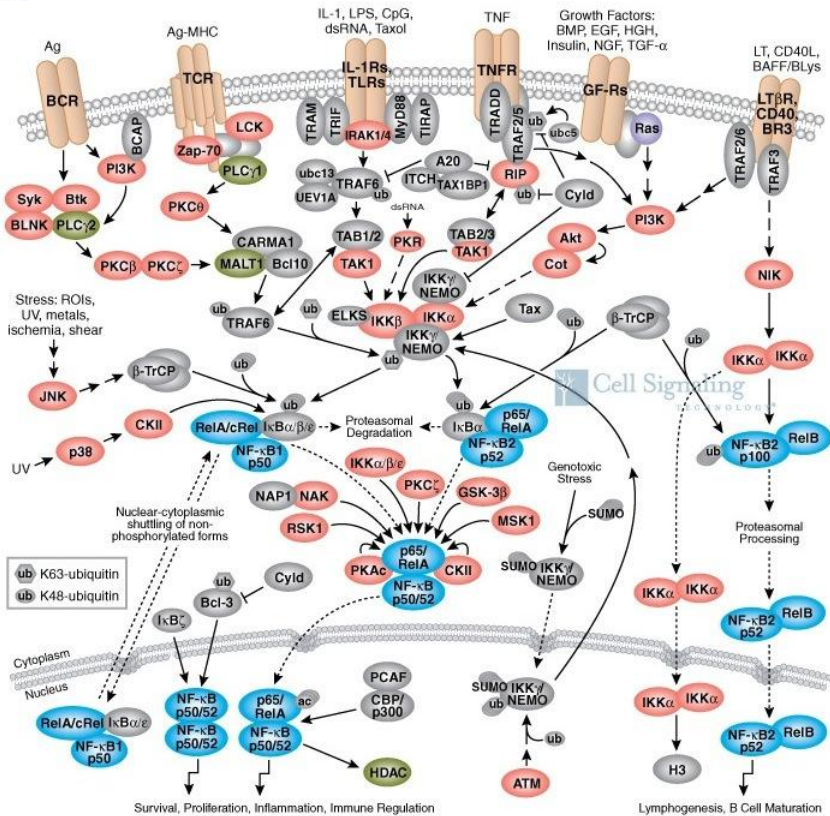 Ag
Ag-MHC
IL-1, LPS, CpG,
dsRNA, Taxol
TNF
Growth Factors:
BMP, EGF, HGH,
Insulin, NGF, TGF-α
LT, CD40L,
BAFF/BLys
BCR
TCR
IL-1Rs,
TLRs
TNFR
GF-Rs
LTβR,
CD40,
BR3
BCAP
LCK
Zap-70
PLCγ1
TRAM
TRIF
IRAK1/4
MyD88
TIRAP
TRADD
TRAF2/5
ub
ubc5
Ras
TRAF2/6
TRAF3
PI3K
Syk
Btk
BLNK
PLCγ2
PKCθ
ubc13
UEV1A
TRAF6
ub
A20
ITCH
TAX1BP1
RIP
ub
Cyld
PI3K
dsRNA
PKCβ
PKCζ
CARMA1
MALT1
Bcl10
TAB1/2
TAK1
PKR
TAB2/3
TAK1
Akt
Cot
NIK
IKKγ/
NEMO
Stress: ROIs,
UV, metals,
ischemia, shear
ub
TRAF6
ub
ELKS
IKKβ
IKKα
IKKγ/
NEMO
ub
Tax
ub
β-TrCP
ub
IKKα
IKKα
JNK
β-TrCP
ub
Cell Signaling
TECHNOLOGY®
UV
p38
CKII
ub
RelA/cRel
IκBα/β/ε
NF-κB1
p50
Proteasomal
Degradation
ub
IκBα
p65/
RelA
NF-κB2
p52
ub
NF-κB2
p100
RelB
Nuclear-cytoplasmic
shuttling of non-
phosphorylated forms
IKKα/β/ε
PKCζ
GSK-3β
NAP1
NAK
RSK1
MSK1
Genotoxic
Stress
SUMO
Proteasomal
Processing
PKAc
p65/
RelA
CKII
NF-κB
p50/52
SUMO
IKKγ/
NEMO
ub K63-ubiquitin
ub K48-ubiquitin
ub
Bcl-3
Cyld
IκBζ
IKKα
IKKα
NF-κB2
p52
RelB
Cytoplasm
Nucleus
RelA/cRel
IκBα/ε
NF-κB1
p50
NF-κB
p50/52
NF-κB
p50/52
p65/
RelA
ac
NF-κB
p50/52
PCAF
CBP/
p300
HDAC
SUMO
ub
IKKγ/
NEMO
ub
ATM
IKKα
IKKα
H3
NF-κB2
p52
RelB
Survival, Proliferation, Inflammation, Immune Regulation
Lymphogenesis, B Cell Maturation